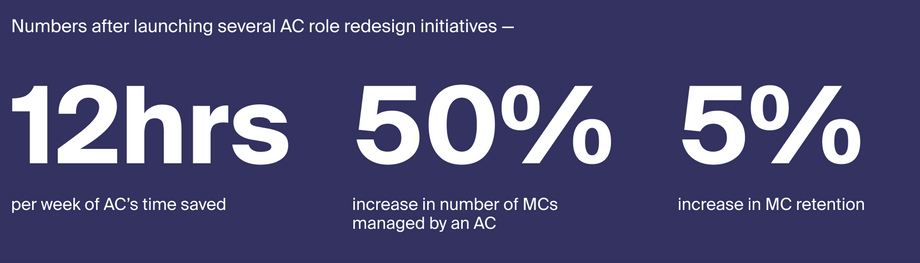 Numbers after launching several AC role redesign initiatives —
12hrs
per week of AC's time saved
50%
increase in number of MCs
managed by an AC
5%
increase in MC retention